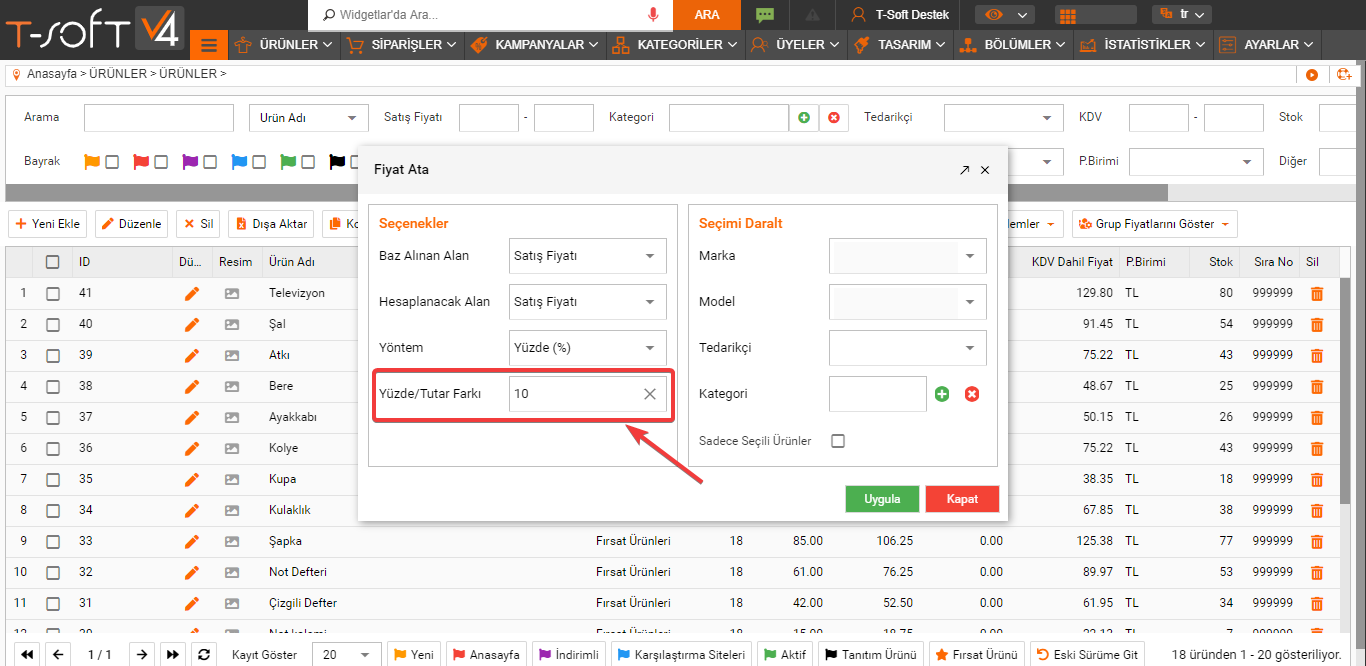 T-SOFT V4
Widgetlar'da Ara...
ARA
T-Soft Destek
tr
ÜRÜNLER
SİPARİŞLER
KAMPANYALAR
KATEGORİLER
ÜYELER
TASARIM
BÖLÜMLER
İSTATİSTİKLER
AYARLAR
Anasayfa > ÜRÜNLER > ÜRÜNLER >
Arama Ürün Adı Satış Fiyatı - Kategori Tedarikçi KDV - Stok
Bayrak P.Birimi Diğer
Yeni Ekle Düzenle Sil Dışa Aktar Grup Fiyatlarını Göster
ID Dü... Resim Ürün Adı KDV Dahil Fiyat P.Birimi Stok Sıra No Sil
1 41 Televizyon 129.80 TL 80 999999
2 40 Şal 91.45 TL 54 999999
3 39 Atkı 75.22 TL 43 999999
4 38 Bere 48.67 TL 25 999999
5 37 Ayakkabı 50.15 TL 26 999999
6 36 Kolye 75.22 TL 43 999999
7 35 Kupa 38.35 TL 18 999999
8 34 Kulaklık 67.85 TL 38 999999
9 33 Şapka Fırsat Ürünleri 18 85.00 106.25 0.00 125.38 TL 77 999999
10 32 Not Defteri Fırsat Ürünleri 18 61.00 76.25 0.00 89.97 TL 53 999999
11 31 Çizgili Defter Fırsat Ürünleri 18 42.00 52.50 0.00 61.95 TL 34 999999
Fiyat Ata
Seçenekler
Baz Alınan Alan Satış Fiyatı
Hesaplanacak Alan Satış Fiyatı
Yöntem Yüzde (%)
Yüzde/Tutar Farkı 10
Seçimi Daralt
Marka
Model
Tedarikçi
Kategori
Sadece Seçili Ürünler
Uygula Kapat
1 / 1 Kayıt Göster 20 Yeni Anasayfa İndirimli Karşılaştırma Siteleri Aktif Tanıtım Ürünü Fırsat Ürünü Eski Sürüme Git 18 üründen 1 - 20 gösteriliyor.